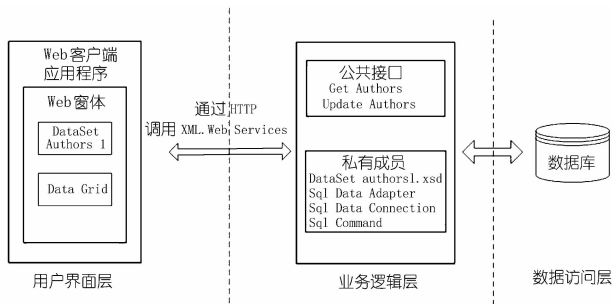 Web客户端
应用程序
Web窗体
DataSet
Authors 1
Data Grid
用户界面层
通过HTTP
调用 XML.Web Services
公共接口
Get Authors
Update Authors
私有成员
DataSet authors1.xsd
Sql Data Adapter
Sql Data Connection
Sql Command
业务逻辑层
数据库
数据访问层